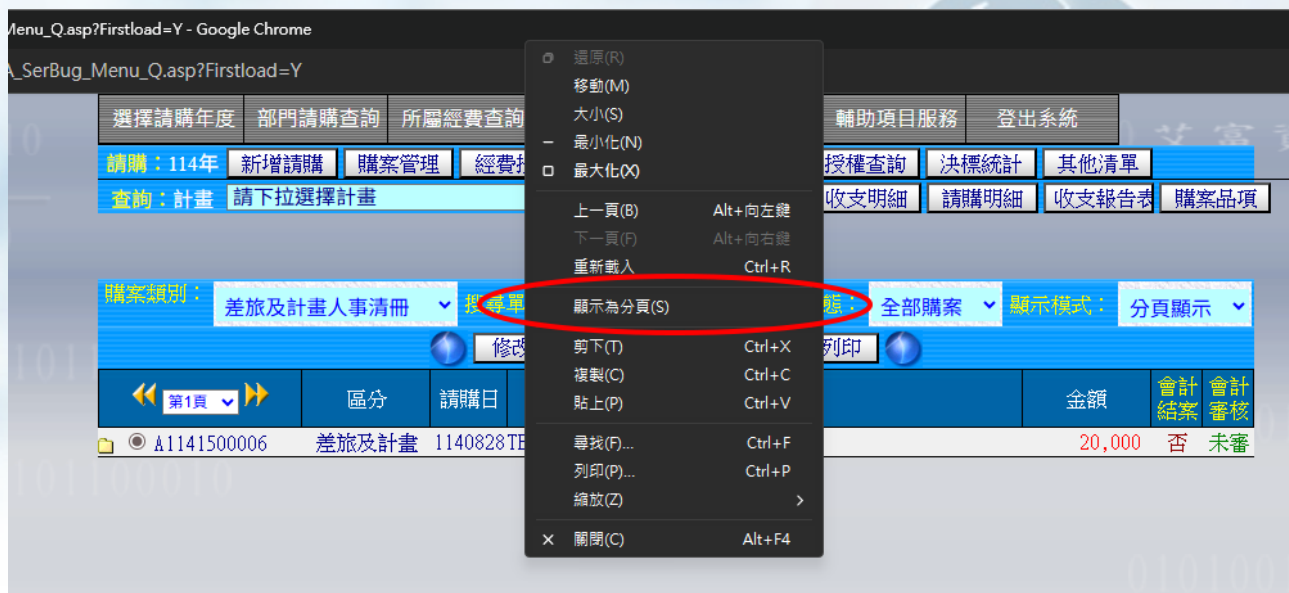 Menu_Q.asp?Firstload=Y - Google Chrome
A_SerBug_Menu_Q.asp?Firstload=Y
選擇請購年度 部門請購查詢 所屬經費查詢 輔助項目服務 登出系統
請購：114年 新增請購 購案管理 經費 授權查詢 決標統計 其他清單
查詢：計畫 請下拉選擇計畫 收支明細 請購明細 收支報告表 購案品項
購案類別： 差旅及計畫人事清冊 搜尋單 態： 全部購案 顯示模式： 分頁顯示
修改 列印
第1頁 區分 請購日 金額 會計結案 會計審核
A1141500006 差旅及計畫 1140828 20,000 否 未審
還原(R)
移動(M)
大小(S)
最小化(N)
最大化(X)
上一頁(B) Alt+向左鍵
下一頁(F) Alt+向右鍵
重新載入 Ctrl+R
顯示為分頁(S)
剪下(T) Ctrl+X
複製(C) Ctrl+C
貼上(P) Ctrl+V
尋找(F)... Ctrl+F
列印(P)... Ctrl+P
縮放(Z)
關閉(C) Alt+F4